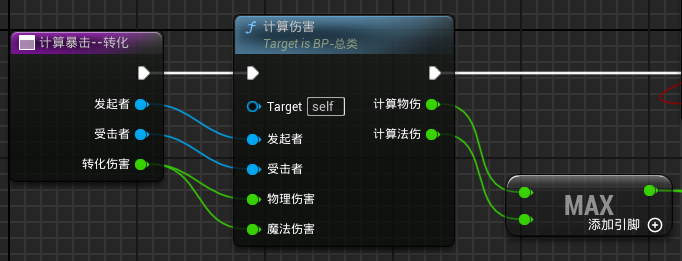 计算暴击--转化
发起者
受击者
转化伤害
f 计算伤害
Target is BP-总类
Target self
发起者
受击者
物理伤害
魔法伤害
计算物伤
计算法伤
MAX
添加引脚